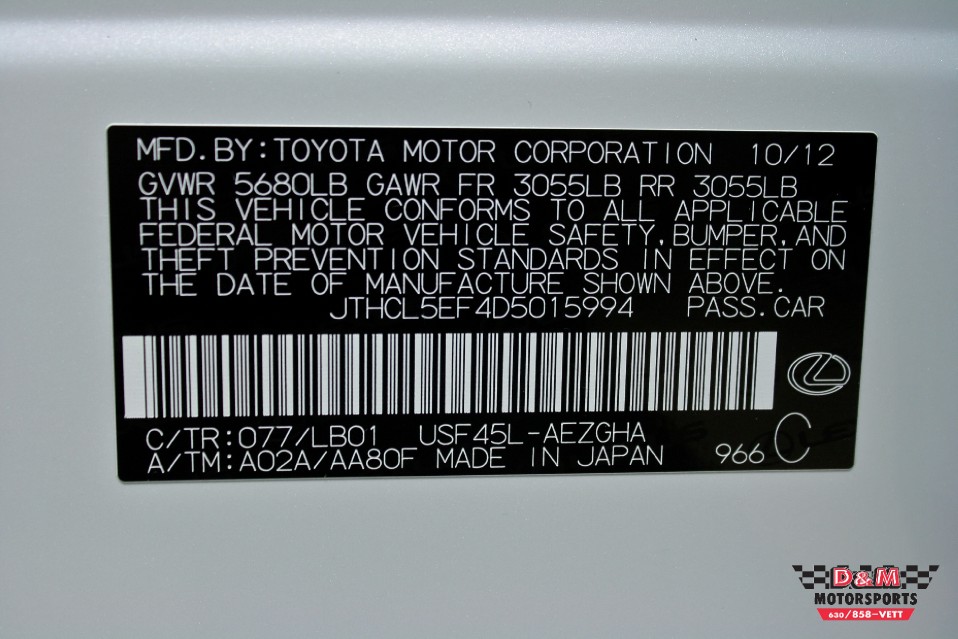 MFD. BY: TOYOTA MOTOR CORPORATION 10/12
GVWR 5680LB GAWR FR 3055LB RR 3055LB
THIS VEHICLE CONFORMS TO ALL APPLICABLE
FEDERAL MOTOR VEHICLE SAFETY, BUMPER, AND
THEFT PREVENTION STANDARDS IN EFFECT ON
THE DATE OF MANUFACTURE SHOWN ABOVE.
JTHCL5EF4D5015994 PASS. CAR
C/TR: 077/LB01 USF45L-AEZGHA
A/TM: A02A/AA80F MADE IN JAPAN 966 C
D&M
MOTORSPORTS
630/858-VETT